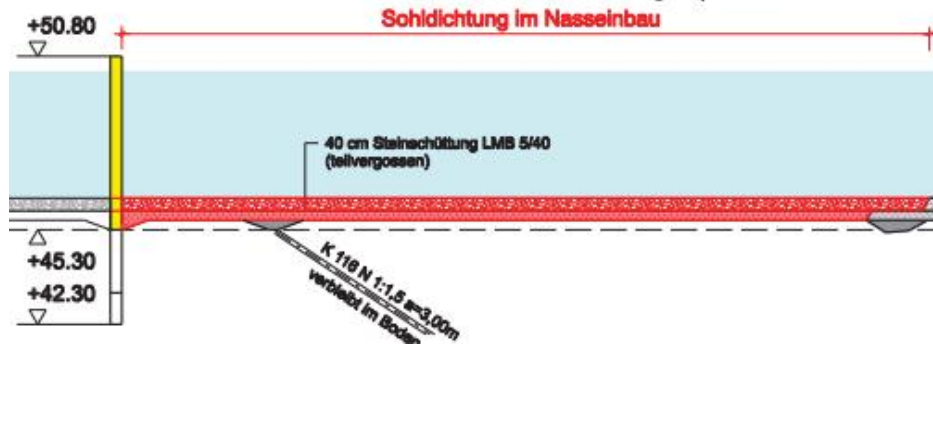 Sohldichtung im Nasseinbau
+50.80
40 cm Steinschüttung LMB 5/40
(teilvergossen)
+45.30
+42.30
K 116 N 1:1,5 a=3,00m
verbleibt im Boden